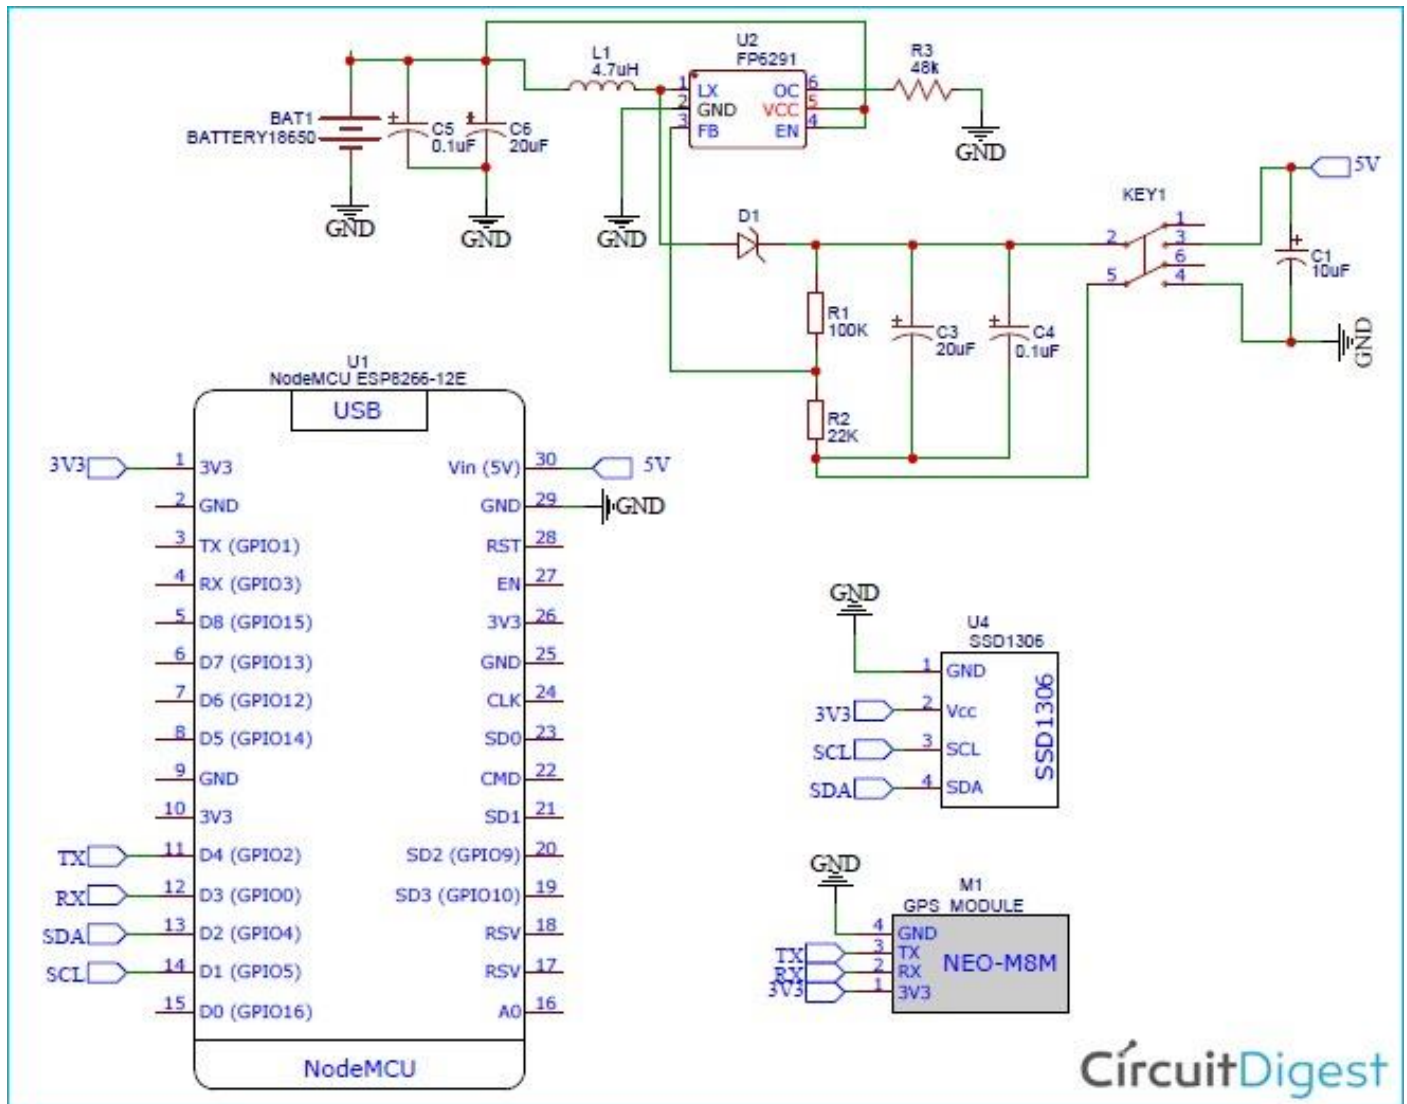 U2
FP6291
L1
4.7uH
R3
48k
1 LX OC 6
2 GND VCC 5
3 FB EN 4
BAT1
BATTERY18650
+
C5
0.1uF
+
C6
20uF
GND
GND
GND
GND
GND
5V
KEY1
D1
2
5
1
3
6
4
+
C1
10uF
GND
R1
100K
+
C3
20uF
+
C4
0.1uF
R2
22K
U1
NodeMCU ESP8266-12E
USB
3V3 1 3V3 Vin (5V) 30 5V
2 GND GND 29 GND
3 TX (GPIO1) RST 28
4 RX (GPIO3) EN 27
5 D8 (GPIO15) 3V3 26
6 D7 (GPIO13) GND 25
7 D6 (GPIO12) CLK 24
8 D5 (GPIO14) SD0 23
9 GND CMD 22
10 3V3 SD1 21
TX 11 D4 (GPIO2) SD2 (GPIO9) 20
RX 12 D3 (GPIO0) SD3 (GPIO10) 19
SDA 13 D2 (GPIO4) RSV 18
SCL 14 D1 (GPIO5) RSV 17
15 D0 (GPIO16) A0 16
NodeMCU
GND
U4
SSD1306
1 GND
3V3 2 Vcc
SCL 3 SCL
SDA 4 SDA
SSD1306
GND
M1
GPS MODULE
4 GND
TX 3 TX
RX 2 RX
3V3 1 3V3
NEO-M8M
CircuitDigest